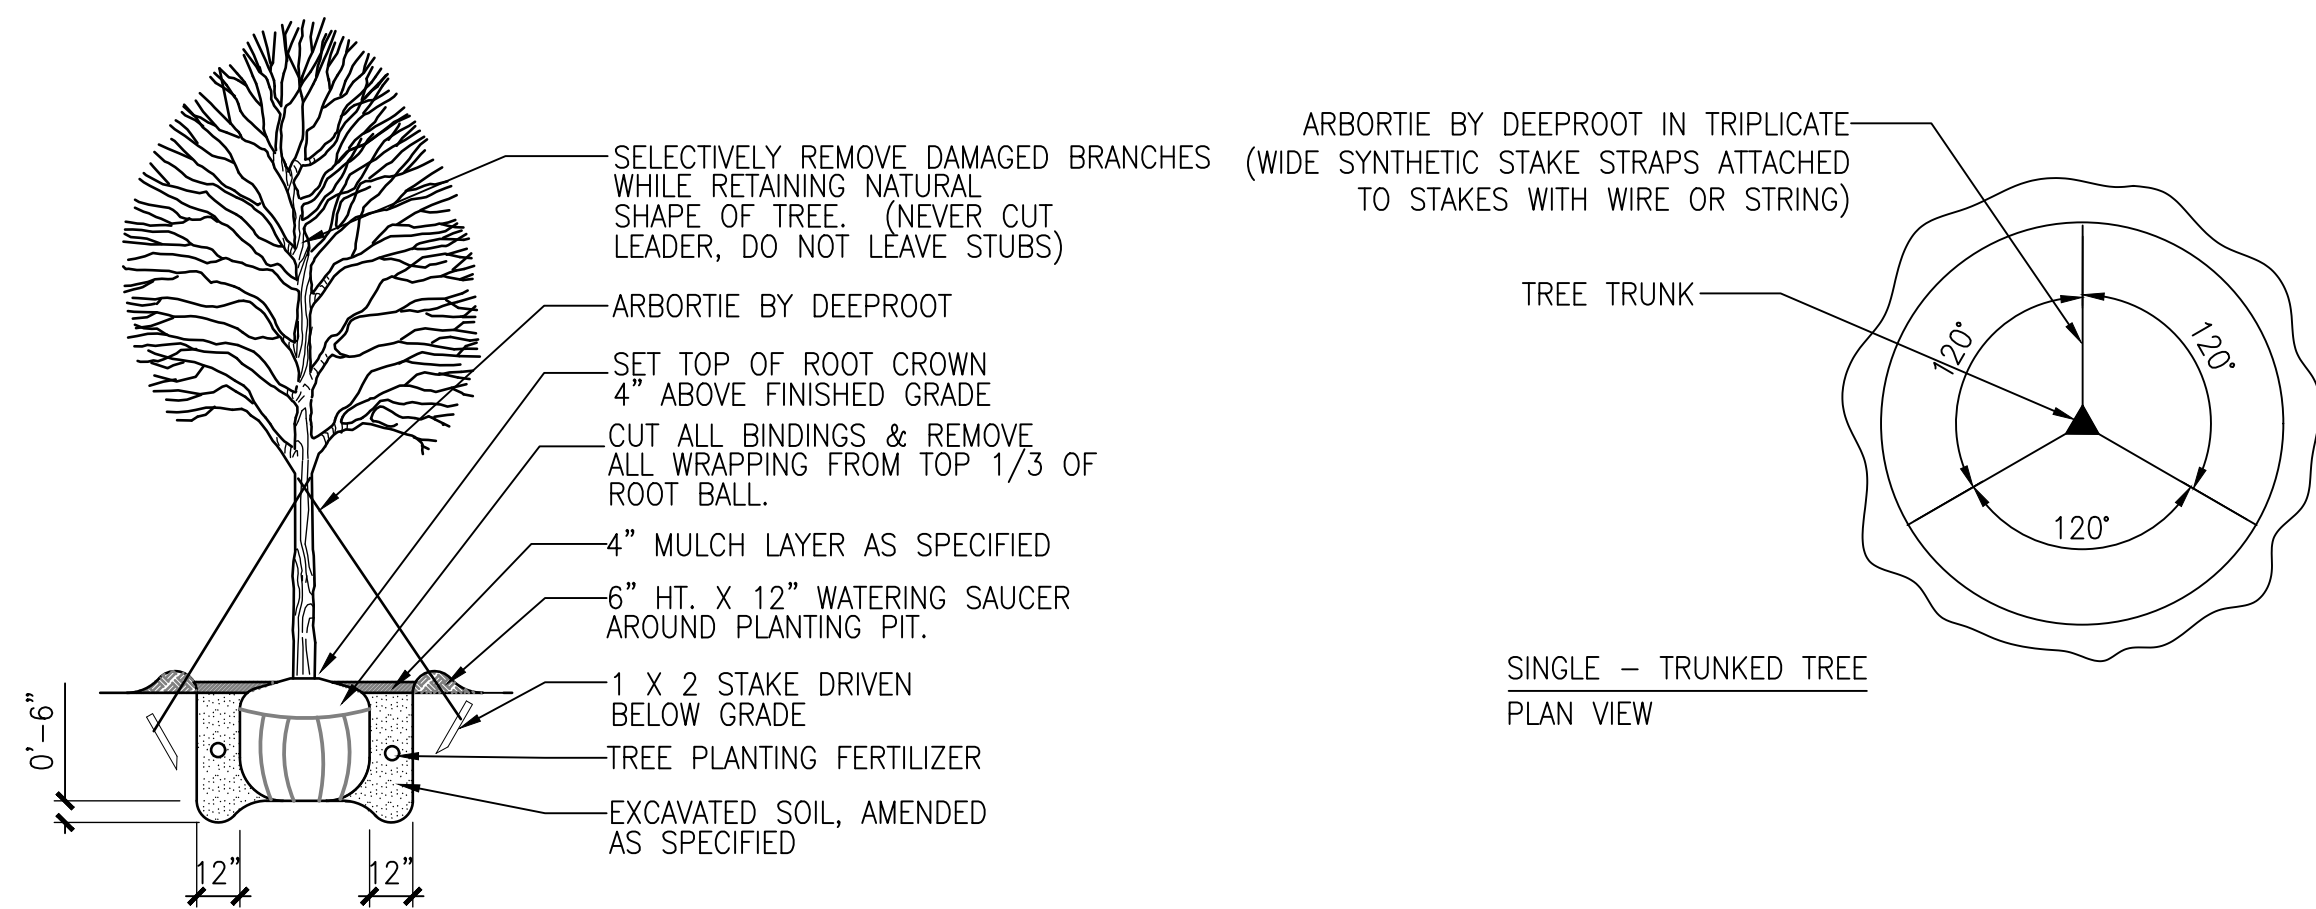 SELECTIVELY REMOVE DAMAGED BRANCHES
WHILE RETAINING NATURAL
SHAPE OF TREE. (NEVER CUT
LEADER, DO NOT LEAVE STUBS)
ARBORTIE BY DEEPROOT
SET TOP OF ROOT CROWN
4” ABOVE FINISHED GRADE
CUT ALL BINDINGS & REMOVE
ALL WRAPPING FROM TOP 1/3 OF
ROOT BALL.
4” MULCH LAYER AS SPECIFIED
6” HT. X 12” WATERING SAUCER
AROUND PLANTING PIT.
1 X 2 STAKE DRIVEN
BELOW GRADE
TREE PLANTING FERTILIZER
EXCAVATED SOIL, AMENDED
AS SPECIFIED
0'-6”
12”
12”
ARBORTIE BY DEEPROOT IN TRIPLICATE
(WIDE SYNTHETIC STAKE STRAPS ATTACHED
TO STAKES WITH WIRE OR STRING)
TREE TRUNK
120°
120°
120°
SINGLE - TRUNKED TREE
PLAN VIEW